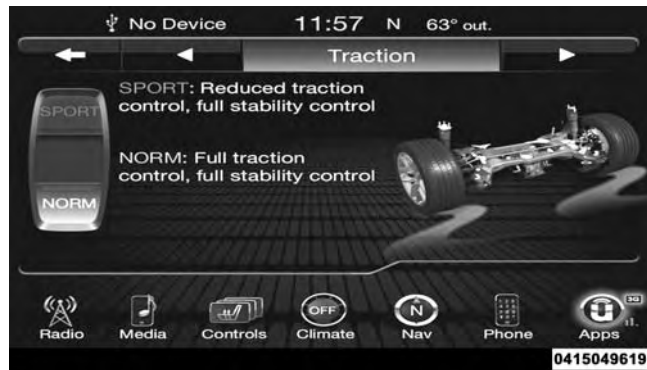 No Device 11:57 N 63° out.
Traction
SPORT
SPORT: Reduced traction
control, full stability control
NORM: Full traction
control, full stability control
NORM
OFF
N
3G
Radio Media Controls Climate Nav Phone Apps
0415049619